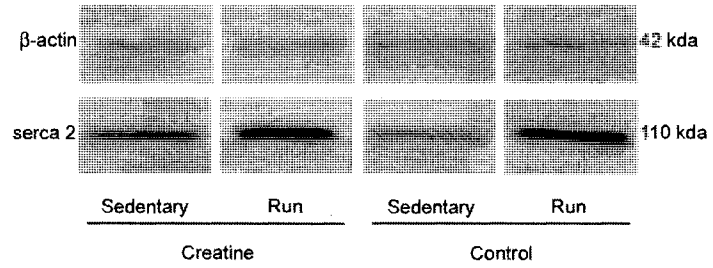 β-actin 42 kda
serca 2 110 kda
Sedentary Run Sedentary Run
Creatine Control